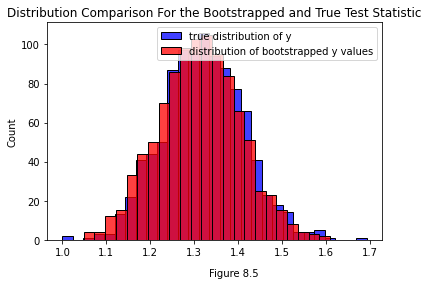 Distribution Comparison For the Bootstrapped and True Test Statistic
true distribution of y
distribution of bootstrapped y values
Count
100
80
60
40
20
0
1.0 1.1 1.2 1.3 1.4 1.5 1.6 1.7
Figure 8.5